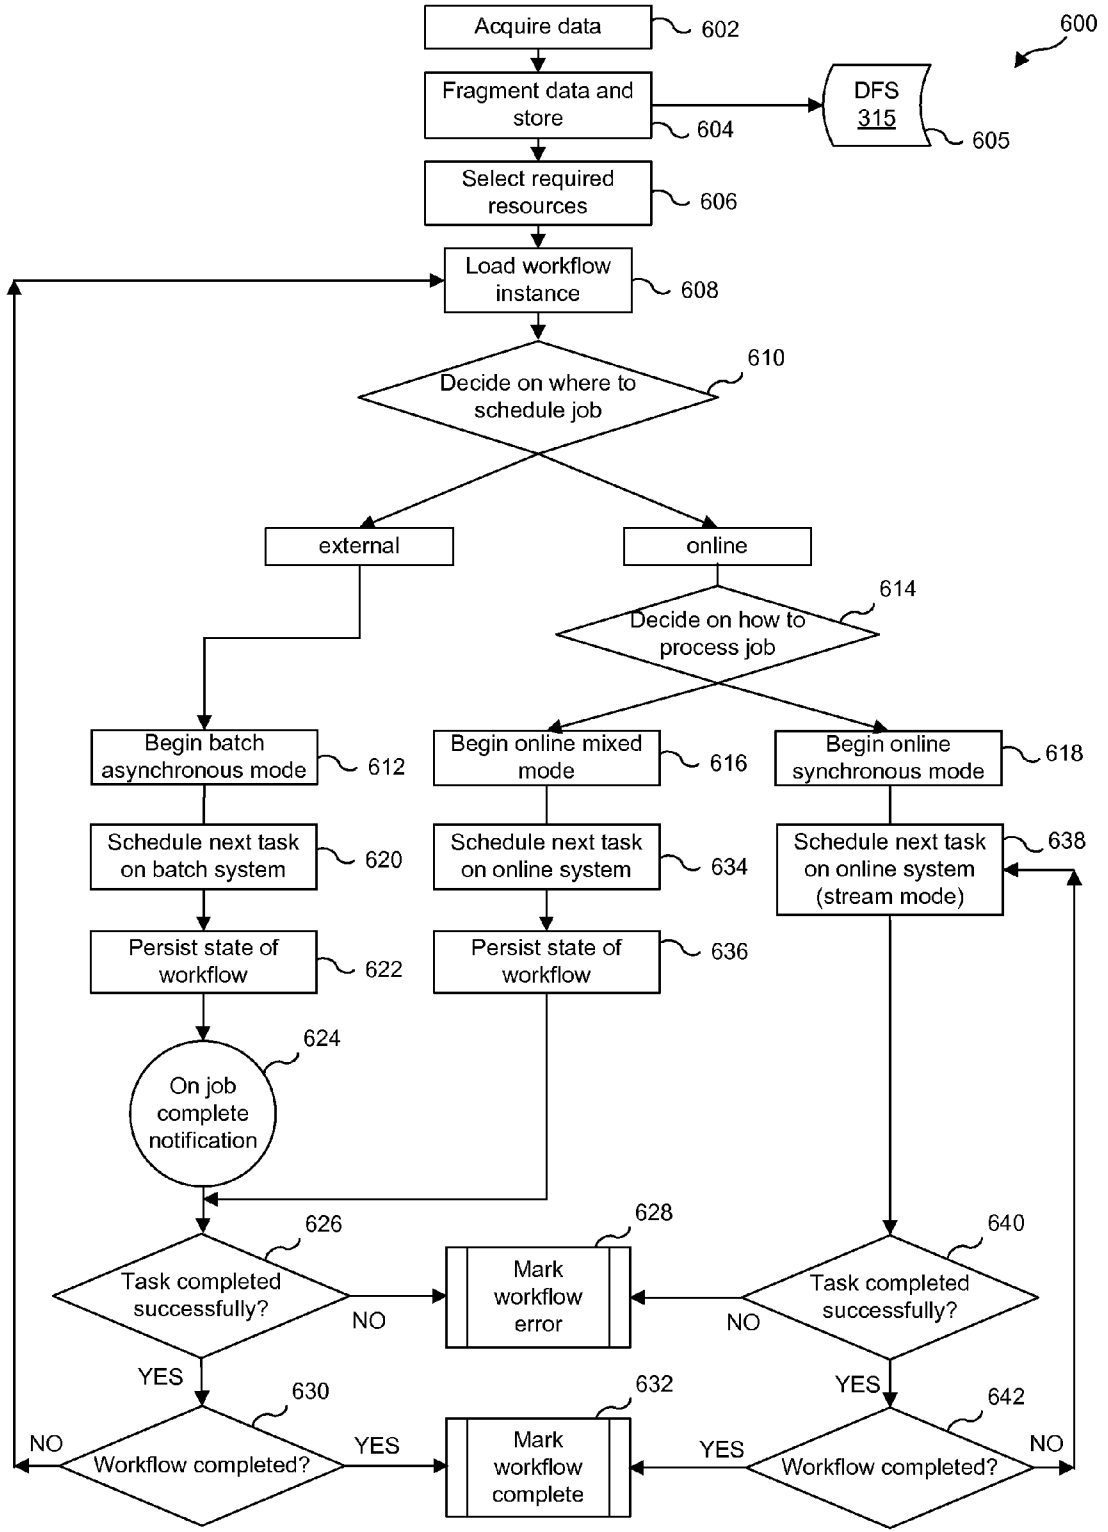 Acquire data
602
600
Fragment data and
store
604
DFS
315
605
Select required
resources
606
Load workflow
instance
608
Decide on where to
schedule job
610
external
online
Decide on how to
process job
614
Begin batch
asynchronous mode
612
Begin online mixed
mode
616
Begin online
synchronous mode
618
Schedule next task
on batch system
620
Schedule next task
on online system
634
Schedule next task
on online system
(stream mode)
638
Persist state of
workflow
622
Persist state of
workflow
636
On job
complete
notification
624
Task completed
successfully?
626
NO
Mark
workflow
error
628
Task completed
successfully?
640
NO
YES
YES
Workflow completed?
630
NO
YES
Mark
workflow
complete
632
YES
Workflow completed?
642
NO